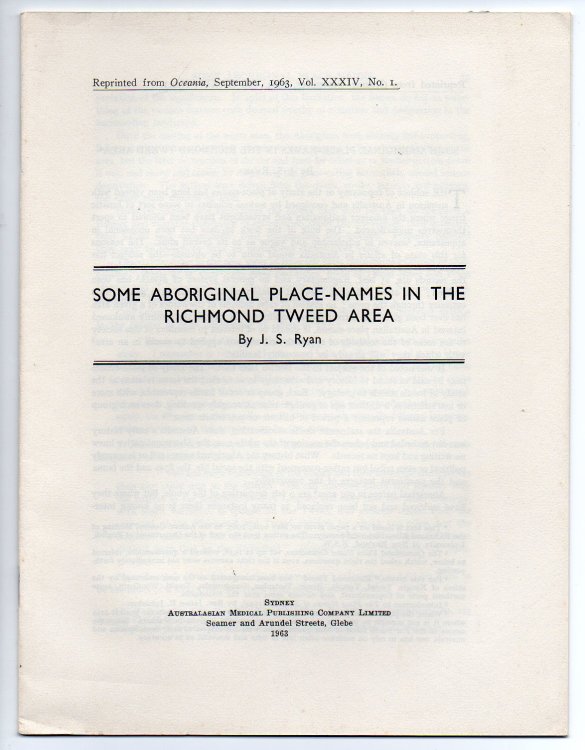 Reprinted from Oceania, September, 1963, Vol. XXXIV, No. 1.
SOME ABORIGINAL PLACE-NAMES IN THE
RICHMOND TWEED AREA
By J. S. Ryan
Sydney
Australasian Medical Publishing Company Limited
Seamer and Arundel Streets, Glebe
1963